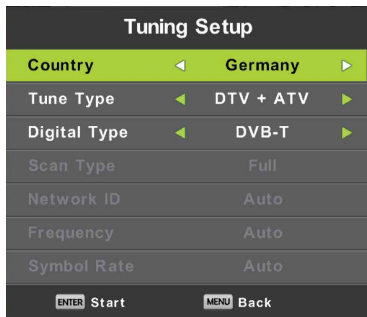 Tuning Setup
Country Germany
Tune Type DTV + ATV
Digital Type DVB-T
Scan Type Full
Network ID Auto
Frequency Auto
Symbol Rate Auto
ENTER Start MENU Back